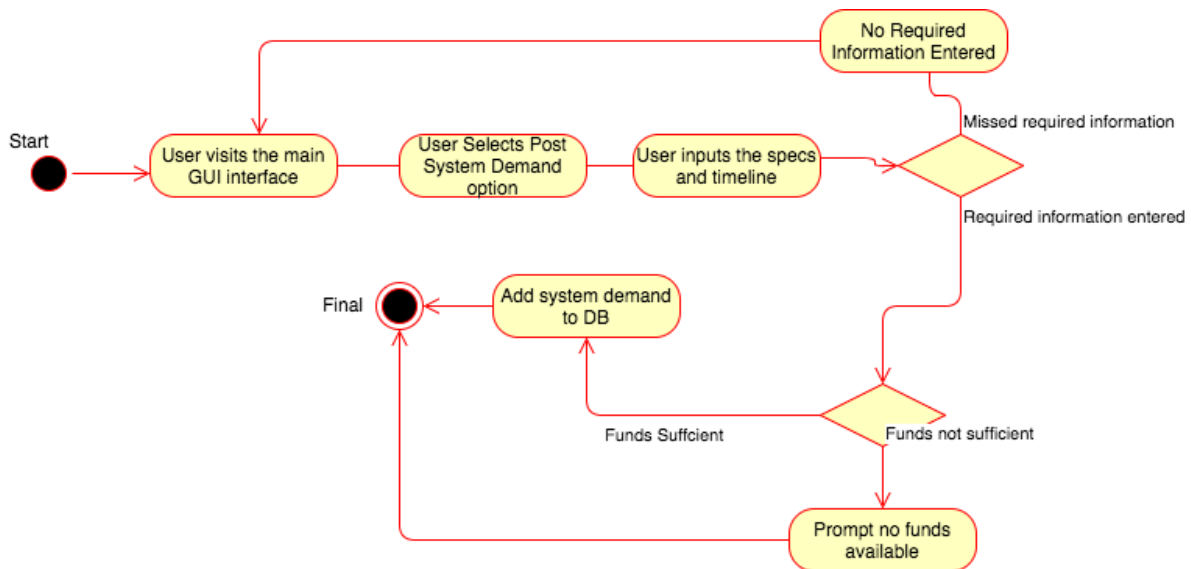 No Required
Information Entered
Missed required information
Start
User visits the main
GUI interface
User Selects Post
System Demand
option
User inputs the specs
and timeline
Required information entered
Final
Add system demand
to DB
Funds Suffcient
Funds not sufficient
Prompt no funds
available